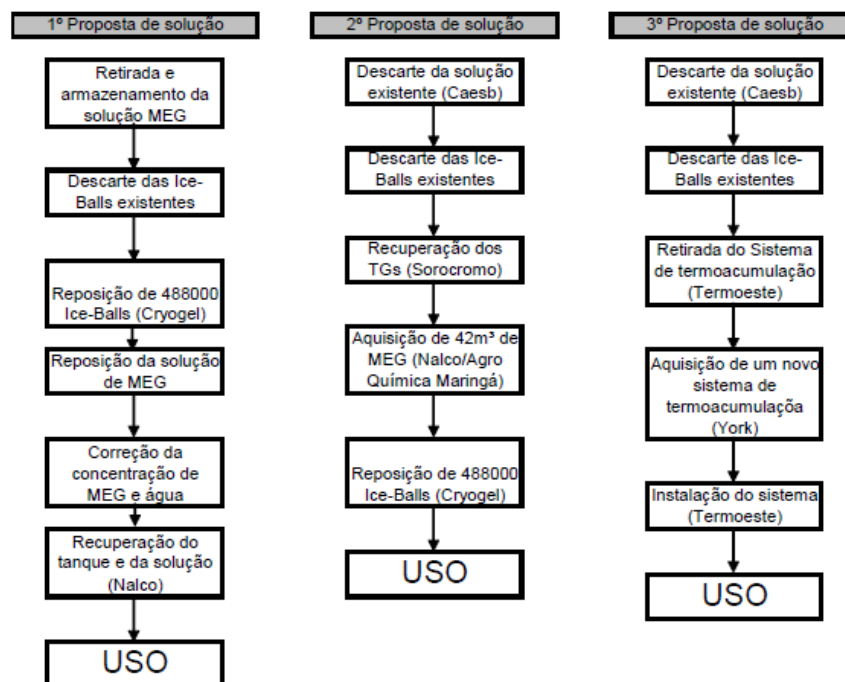 1º Proposta de solução
Retirada e
armazenamento da
solução MEG
Descarte das Ice-
Balls existentes
Reposição de 488000
Ice-Balls (Cryogel)
Reposição da solução
de MEG
Correção da
concentração de
MEG e água
Recuperação do
tanque e da solução
(Nalco)
USO
2º Proposta de solução
Descarte da solução
existente (Caesb)
Descarte das Ice-
Balls existentes
Recuperação dos
TGs (Sorocromo)
Aquisição de 42m³ de
MEG (Nalco/Agro
Química Maringá)
Reposição de 488000
Ice-Balls (Cryogel)
USO
3º Proposta de solução
Descarte da solução
existente (Caesb)
Descarte das Ice-
Balls existentes
Retirada do Sistema
de termoacumulação
(Termoeste)
Aquisição de um novo
sistema de
termoacumulaçõa
(York)
Instalação do sistema
(Termoeste)
USO